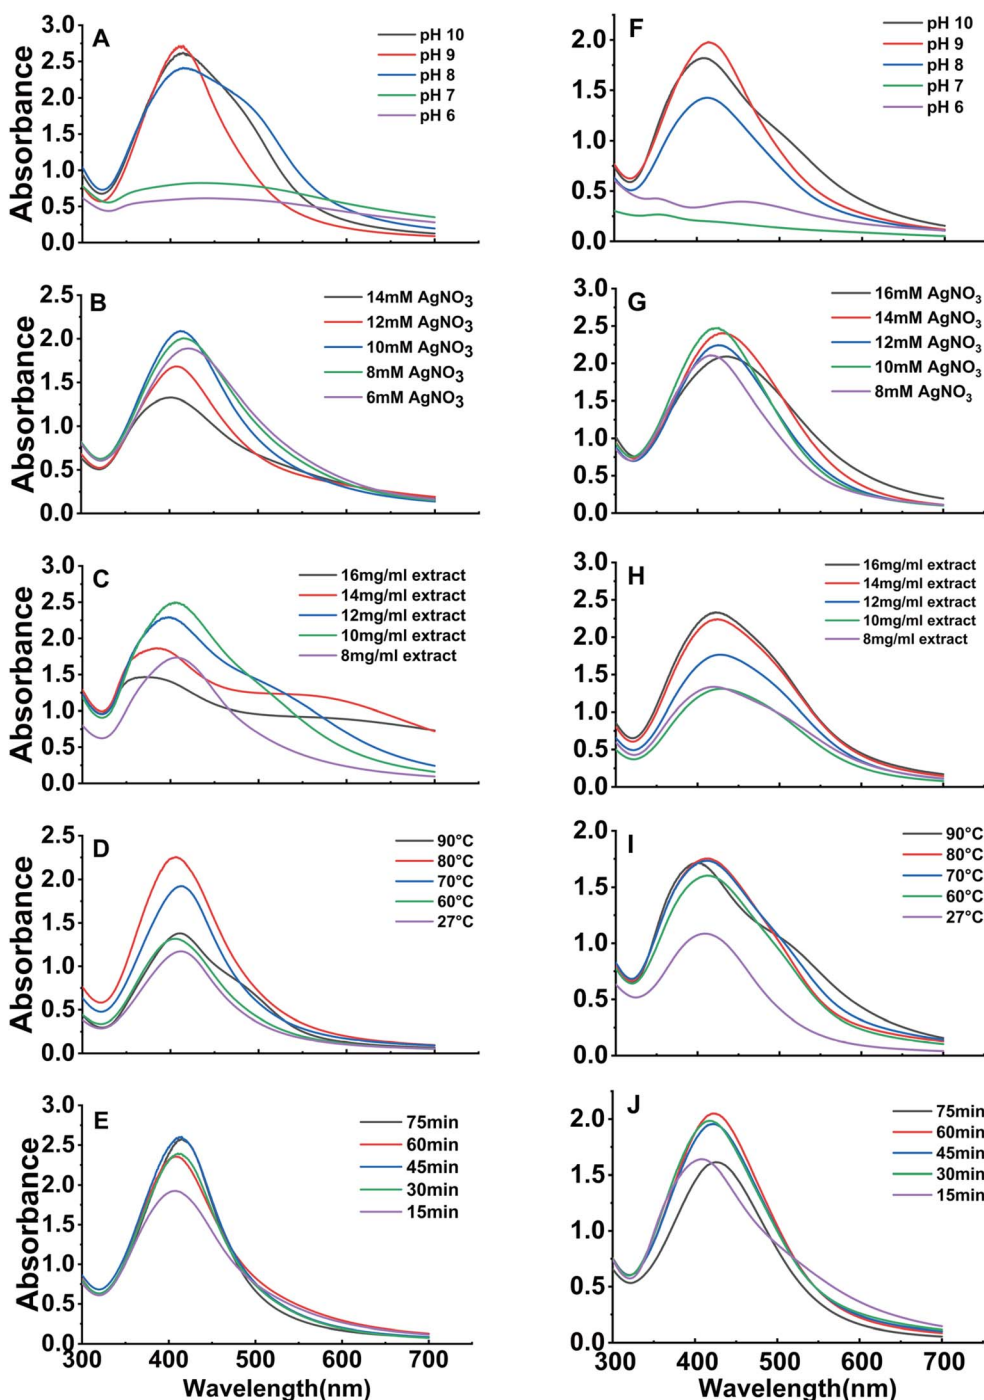 A
Absorbance
3.0
2.5
2.0
1.5
1.0
0.5
0.0
pH 10
pH 9
pH 8
pH 7
pH 6
F
2.0
1.5
1.0
0.5
0.0
pH 10
pH 9
pH 8
pH 7
pH 6
B
Absorbance
2.5
2.0
1.5
1.0
0.5
0.0
14mM AgNO3
12mM AgNO3
10mM AgNO3
8mM AgNO3
6mM AgNO3
G
3.0
2.5
2.0
1.5
1.0
0.5
0.0
16mM AgNO3
14mM AgNO3
12mM AgNO3
10mM AgNO3
8mM AgNO3
C
Absorbance
3.0
2.5
2.0
1.5
1.0
0.5
0.0
16mg/ml extract
14mg/ml extract
12mg/ml extract
10mg/ml extract
8mg/ml extract
H
3.0
2.5
2.0
1.5
1.0
0.5
0.0
16mg/ml extract
14mg/ml extract
12mg/ml extract
10mg/ml extract
8mg/ml extract
D
Absorbance
2.5
2.0
1.5
1.0
0.5
0.0
90°C
80°C
70°C
60°C
27°C
I
2.0
1.5
1.0
0.5
0.0
90°C
80°C
70°C
60°C
27°C
E
Absorbance
3.0
2.5
2.0
1.5
1.0
0.5
0.0
75min
60min
45min
30min
15min
300 400 500 600 700
Wavelength(nm)
J
2.0
1.5
1.0
0.5
0.0
75min
60min
45min
30min
15min
300 400 500 600 700
Wavelength(nm)